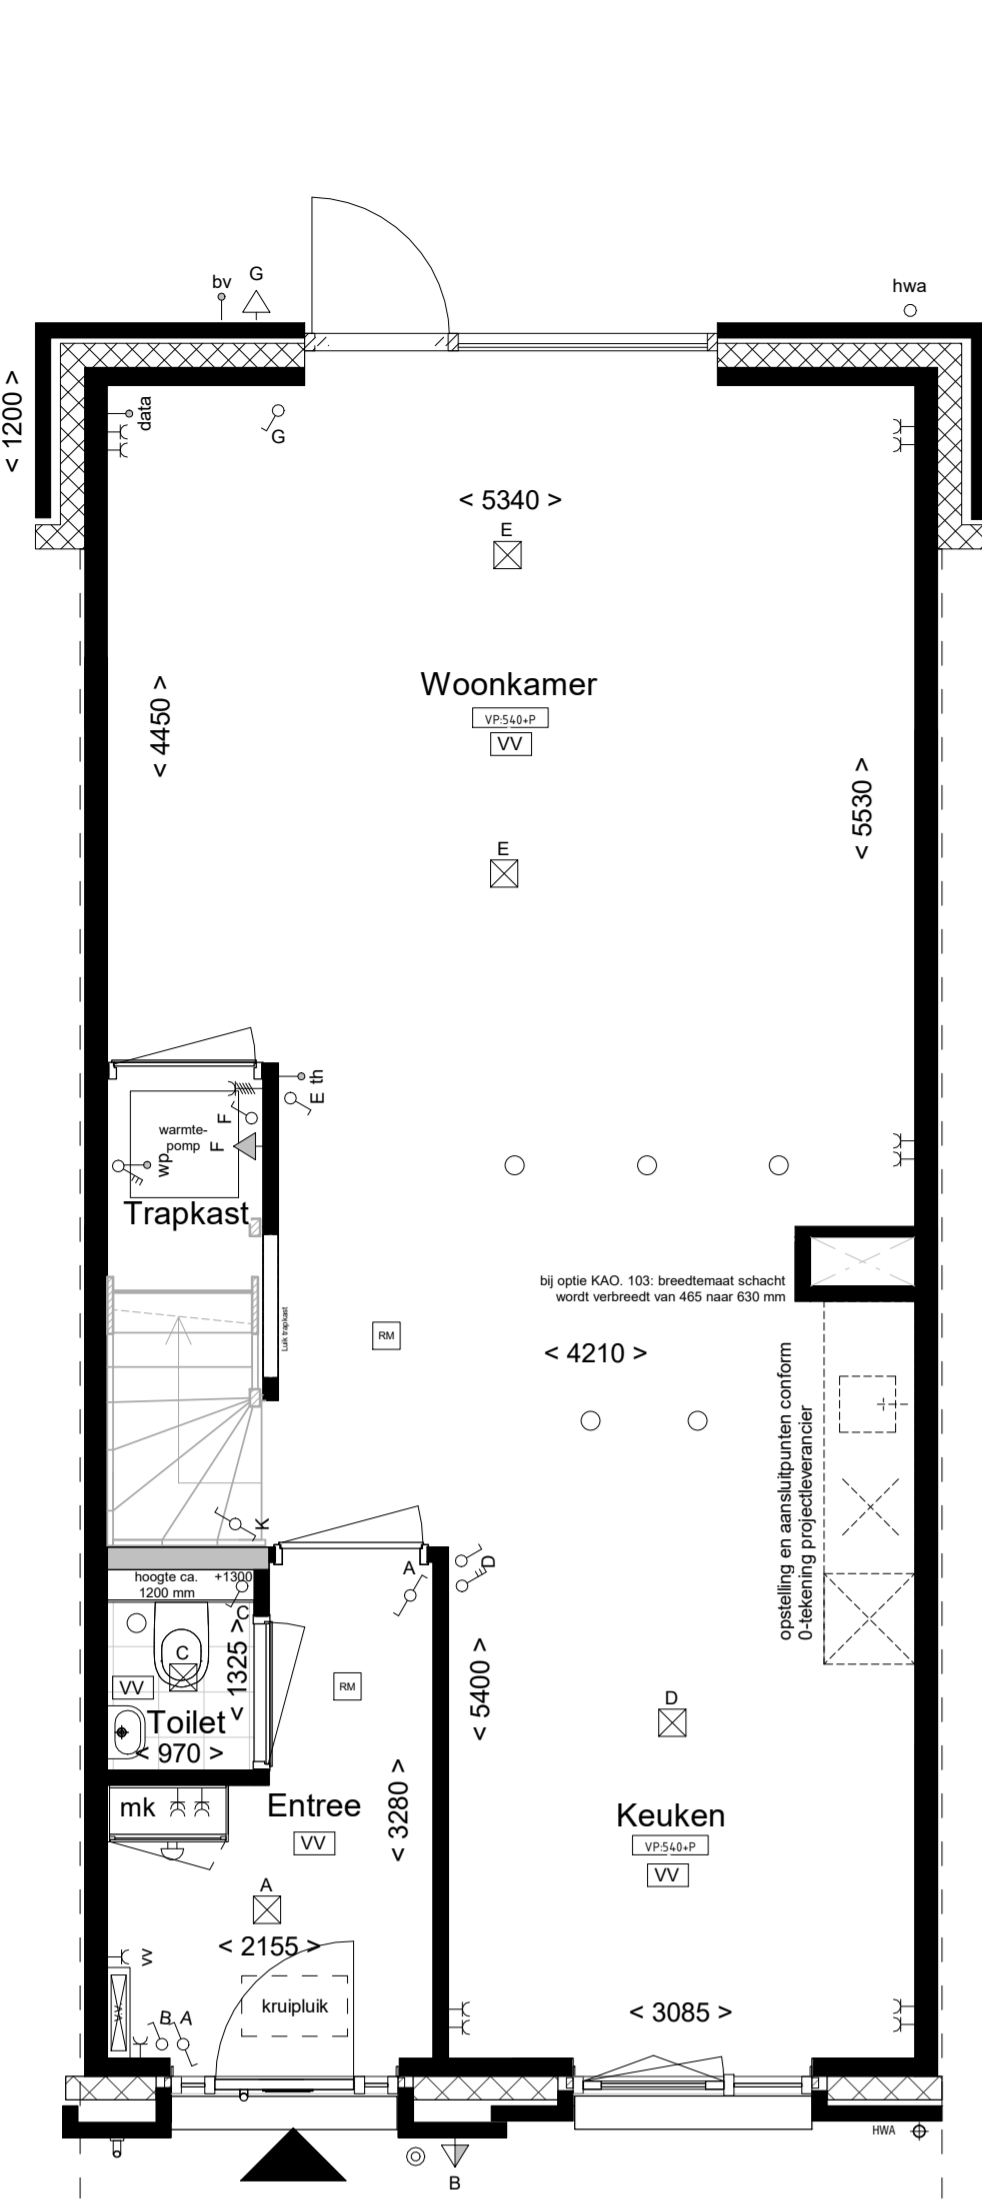 bv
G
hwa
< 1200 >
data
G
< 5340 >
E
Woonkamer
VP:540+P
VV
< 4450 >
< 5530 >
E
E th
F
F
warmte-
pomp
wp
Trapkast
bij optie KAO. 103: breedtemaat schacht
wordt verbreedt van 465 naar 630 mm
Luik trapkast
RM
< 4210 >
opstelling en aansluitpunten conform
0-tekening projectleverancier
K
hoogte ca.
1200 mm
+1300
C
A
D
C
VV
< 1325 >
RM
< 5400 >
D
Toilet
< 970 >
mk
Entree
VV
< 3280 >
Keuken
VP:540+P
VV
A
< 2155 >
vv
v.v.
kruipluik
B
A
< 3085 >
HWA
B